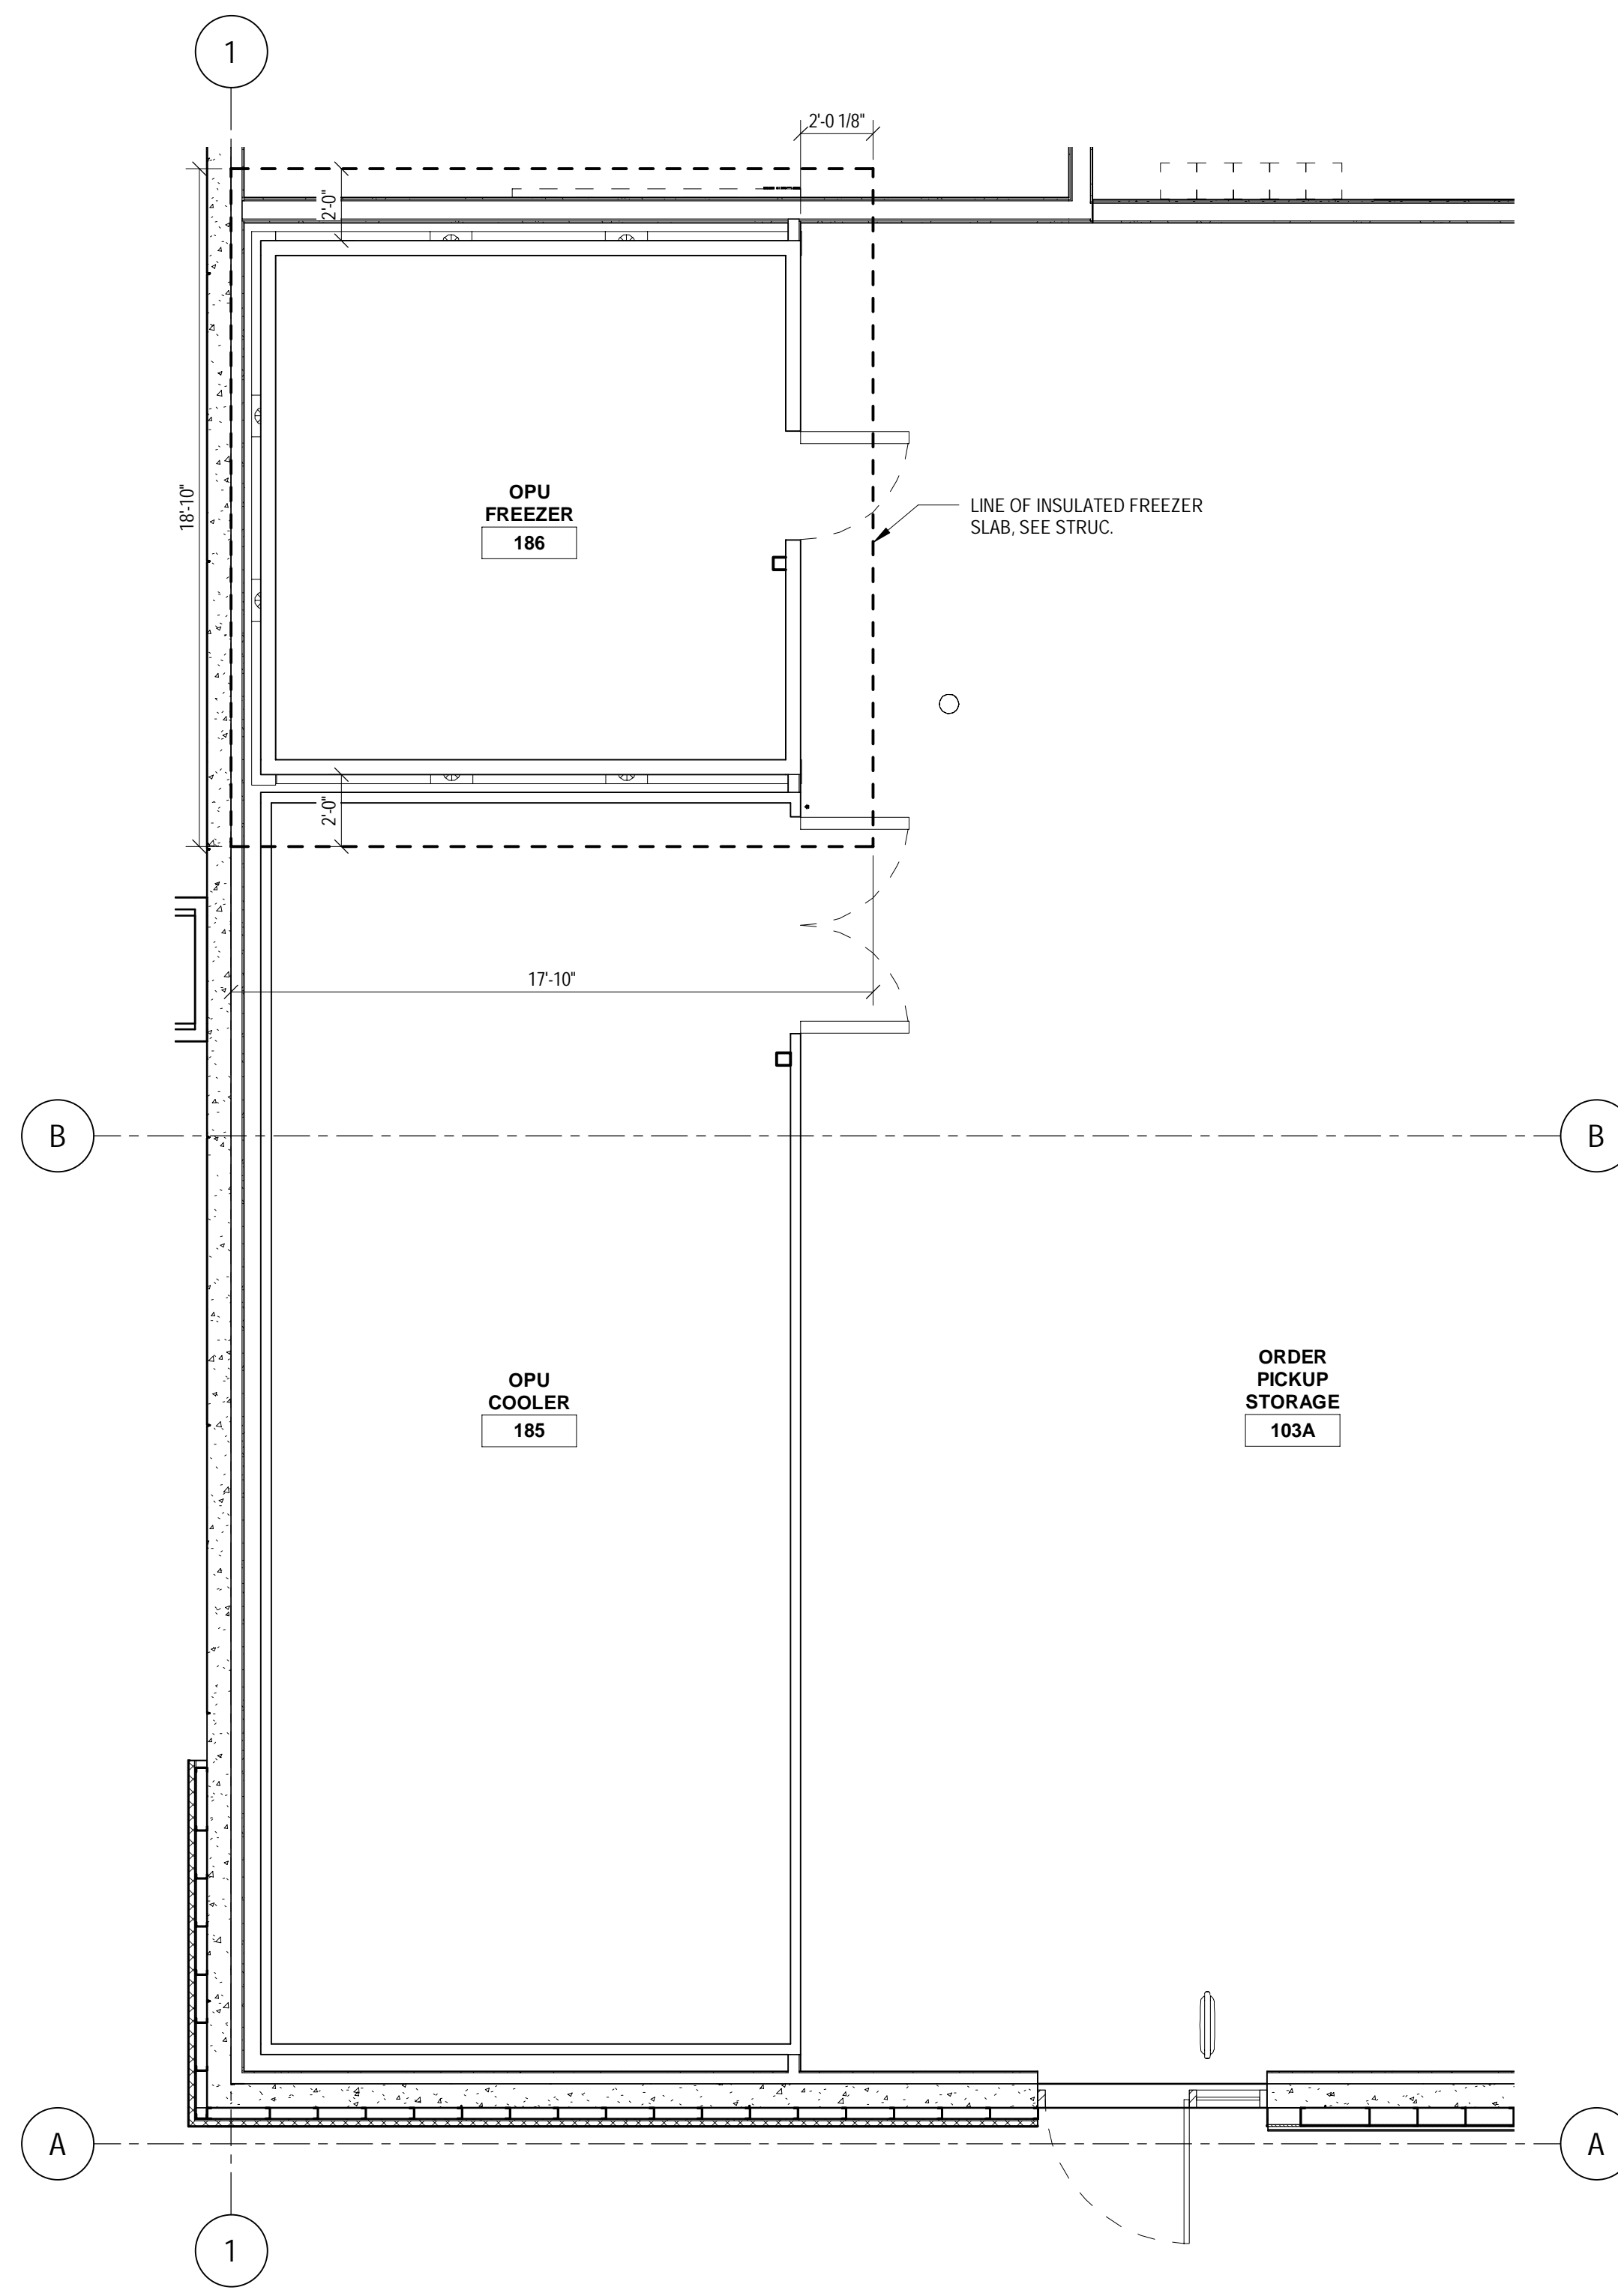 1
2'-0 1/8"
2'-0"
18'-10"
OPU
FREEZER
186
LINE OF INSULATED FREEZER
SLAB, SEE STRUC.
2'-0"
17'-10"
B
B
OPU
COOLER
185
ORDER
PICKUP
STORAGE
103A
A
A
1